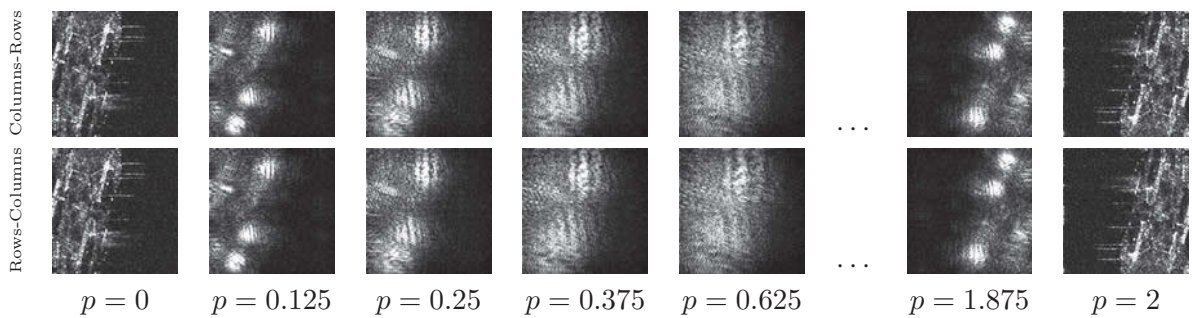 Columns-Rows
...
Rows-Columns
...
p = 0
p = 0.125
p = 0.25
p = 0.375
p = 0.625
p = 1.875
p = 2